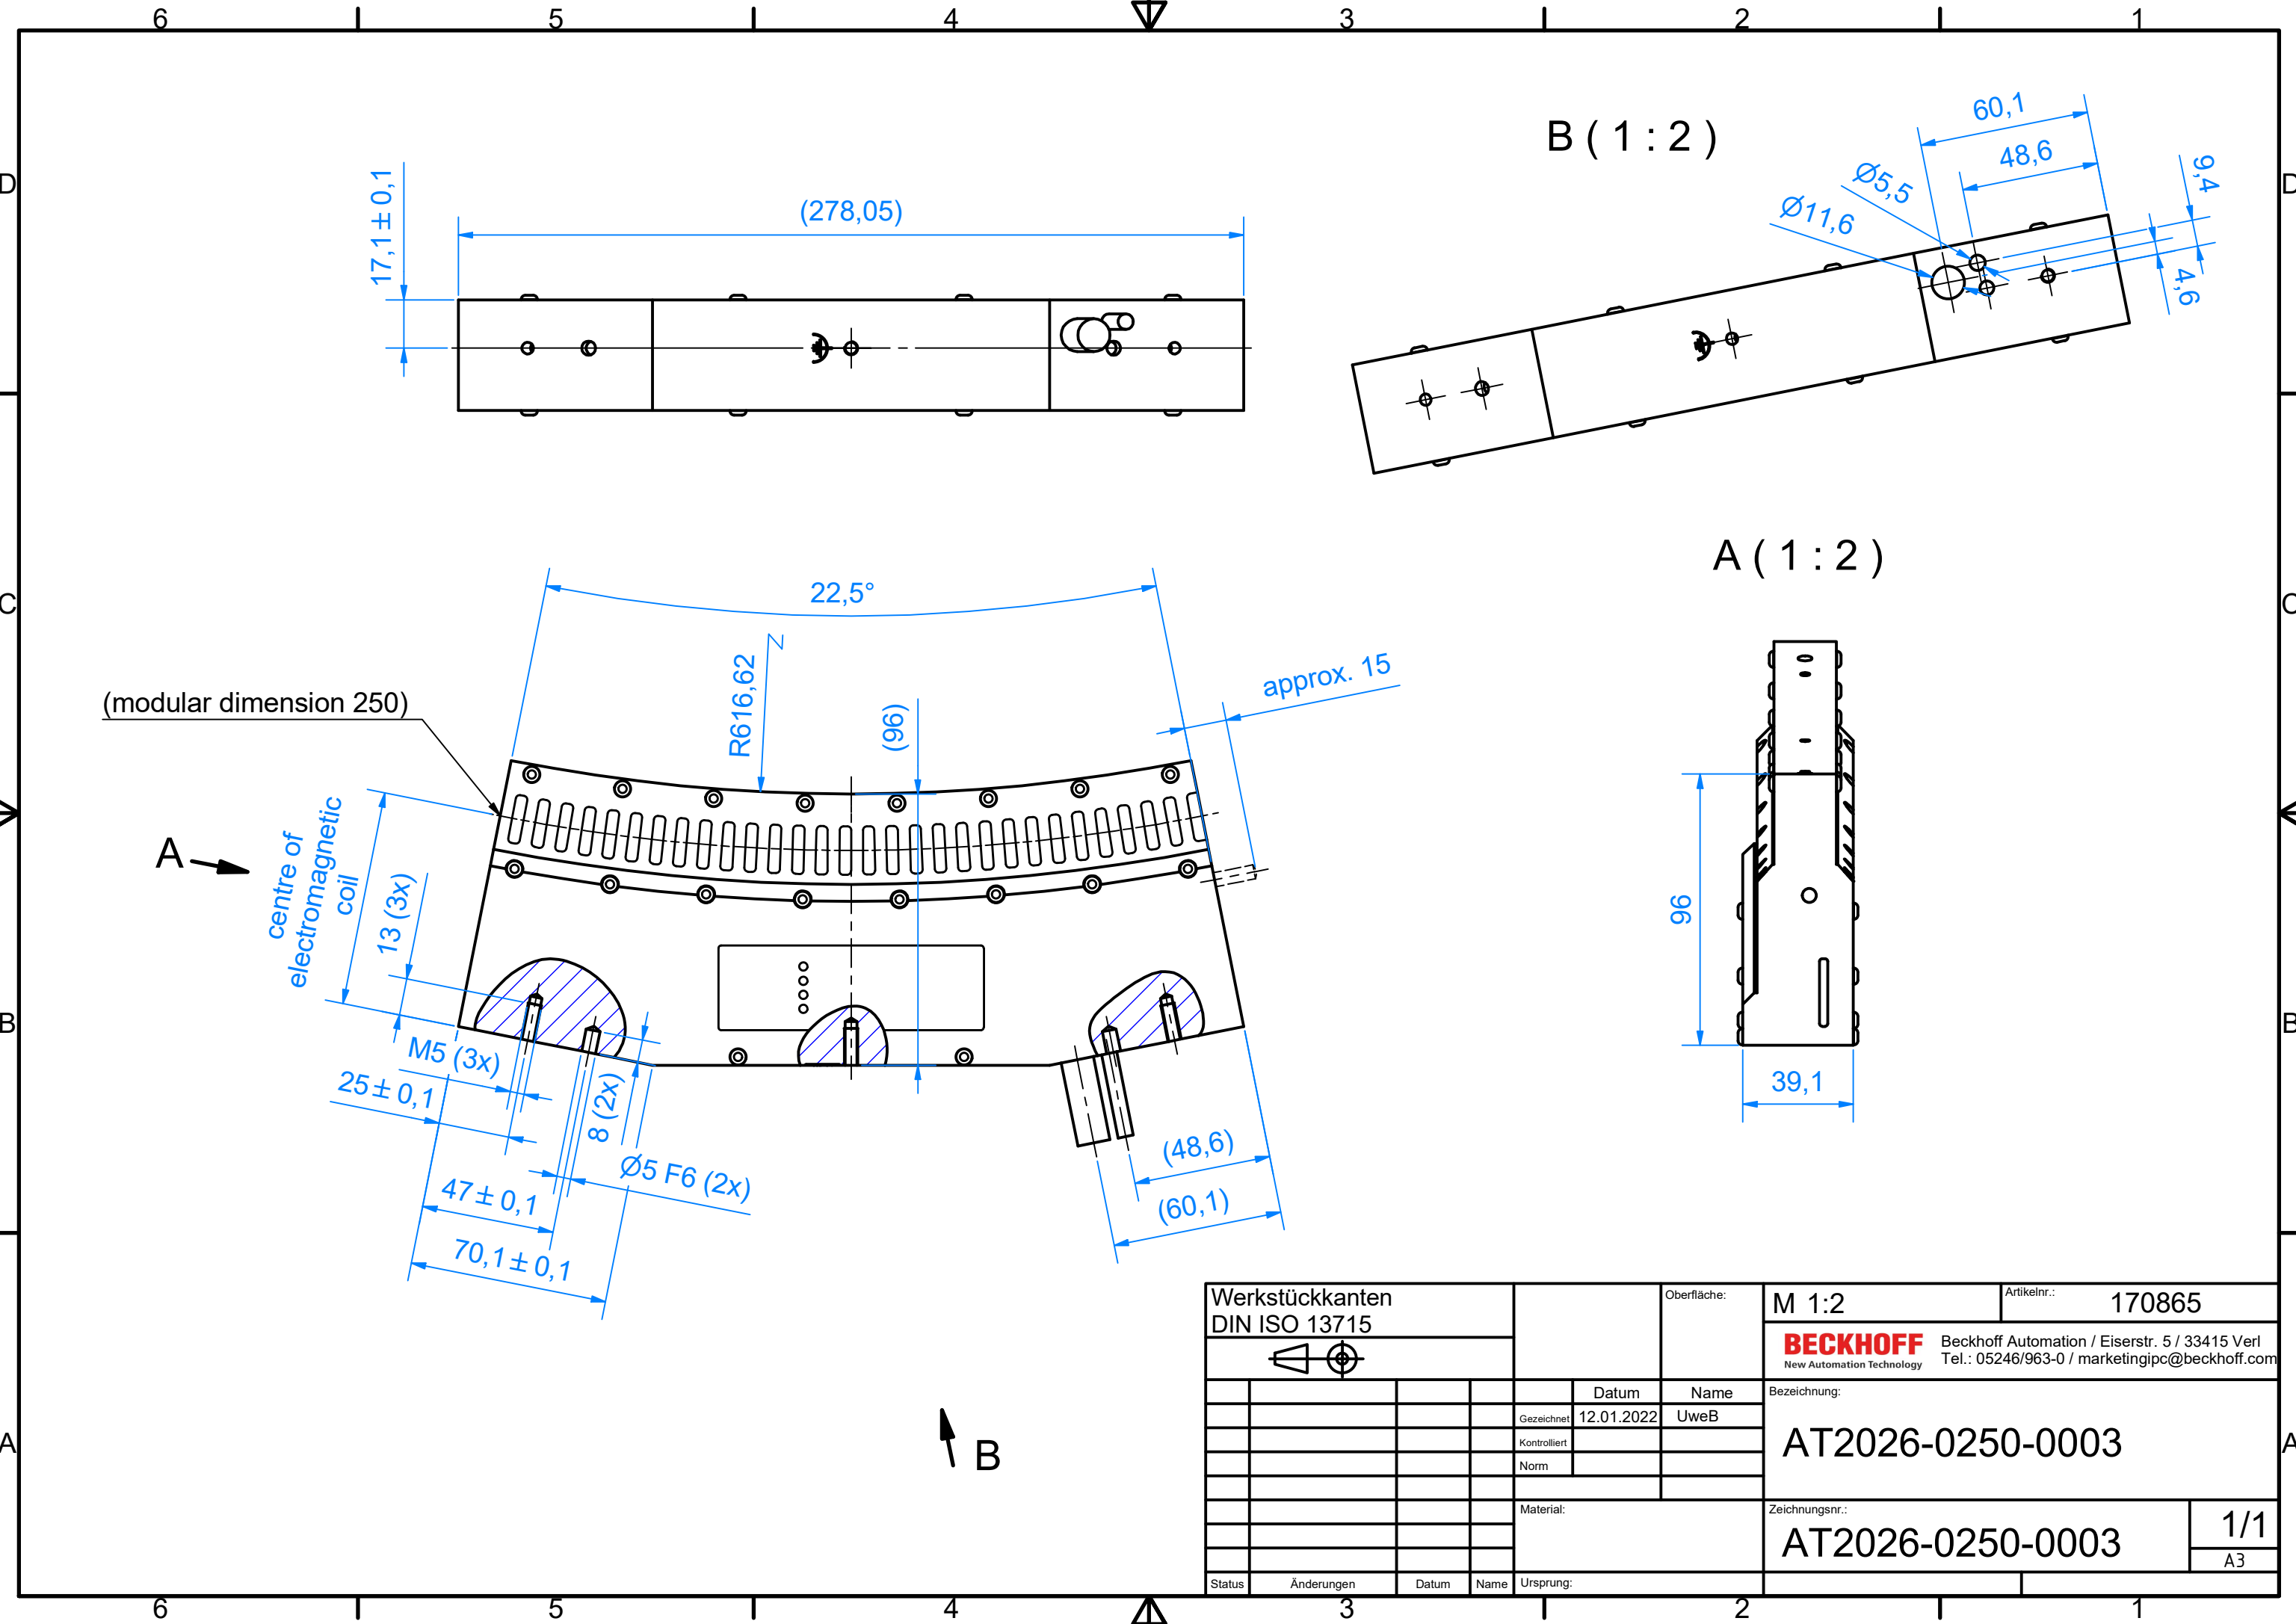 6 5 4 3 2 1
D D
C C
B B
A A
17,1 ± 0,1
(278,05)
B ( 1 : 2 )
60,1
48,6
9,4
4,6
Ø5,5
Ø11,6
A ( 1 : 2 )
22,5°
R616,62
(96)
approx. 15
(modular dimension 250)
A
centre of
electromagnetic
coil
13 (3x)
M5 (3x)
25 ± 0,1
8 (2x)
Ø5 F6 (2x)
47 ± 0,1
70,1 ± 0,1
(48,6)
(60,1)
96
39,1
B
Werkstückkanten
DIN ISO 13715
Oberfläche:
M 1:2
Artikelnr.:
170865
BECKHOFF
New Automation Technology
Beckhoff Automation / Eiserstr. 5 / 33415 Verl
Tel.: 05246/963-0 / marketingipc@beckhoff.com
Datum Name
Gezeichnet 12.01.2022 UweB
Kontrolliert
Norm
Bezeichnung:
AT2026-0250-0003
Material:
Zeichnungsnr.:
AT2026-0250-0003
1/1
A3
Status Änderungen Datum Name Ursprung:
6 5 4 3 2 1